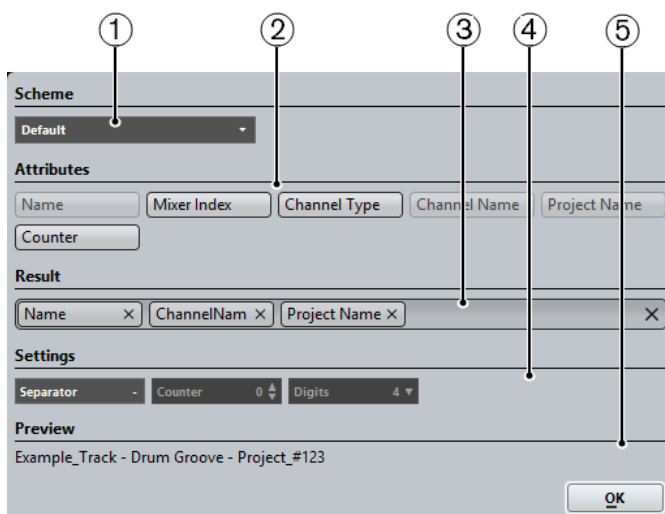 1 2 3 4 5
Scheme
Default
Attributes
Name Mixer Index Channel Type Channel Name Project Name
Counter
Result
Name × ChannelNam × Project Name × ×
Settings
Separator - Counter 0 Digits 4
Preview
Example_Track - Drum Groove - Project_#123
OK